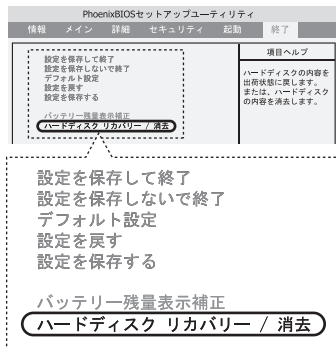 PhoenixBIOSセットアップユーティリティ
情報 メイン 詳細 セキュリティ 起動 終了
設定を保存して終了
設定を保存しないで終了
デフォルト設定
設定を戻す
設定を保存する
バッテリー残量表示補正
ハードディスク リカバリー / 消去
項目ヘルプ
ハードディスクの内容を
出荷状態に戻します。
または、ハードディスク
の内容を消去します。
設定を保存して終了
設定を保存しないで終了
デフォルト設定
設定を戻す
設定を保存する
バッテリー残量表示補正
ハードディスク リカバリー / 消去